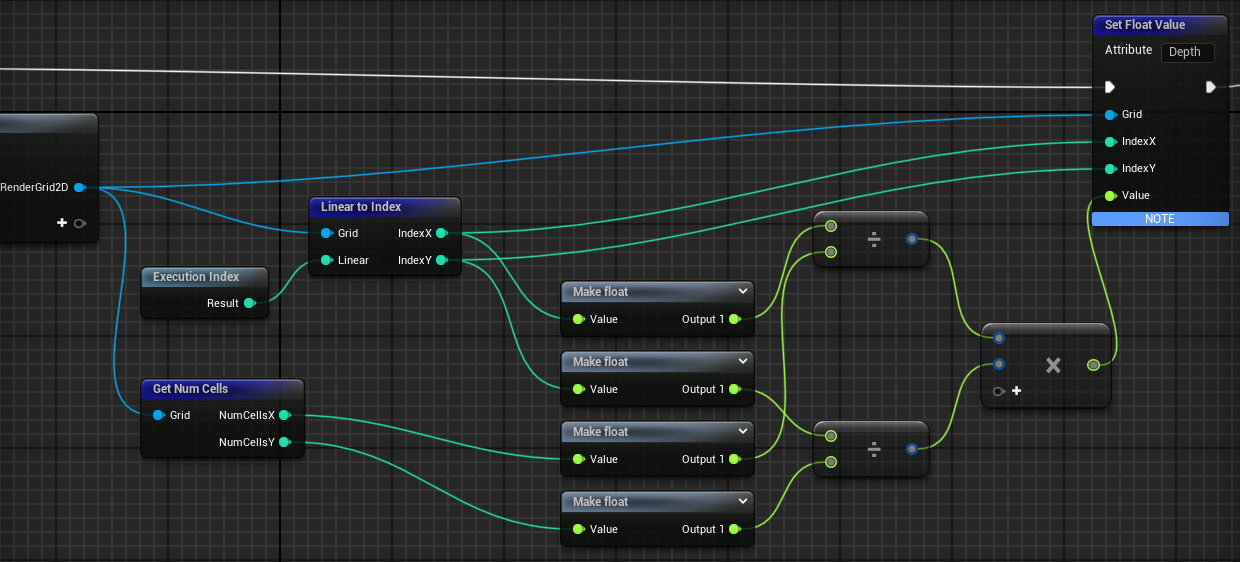 Set Float Value
Attribute Depth
Grid
IndexX
IndexY
Value
NOTE
RenderGrid2D
Linear to Index
Grid IndexX
Linear IndexY
Execution Index
Result
Get Num Cells
Grid NumCellsX
NumCellsY
Make float
Value Output 1
Make float
Value Output 1
Make float
Value Output 1
Make float
Value Output 1
÷
÷
×